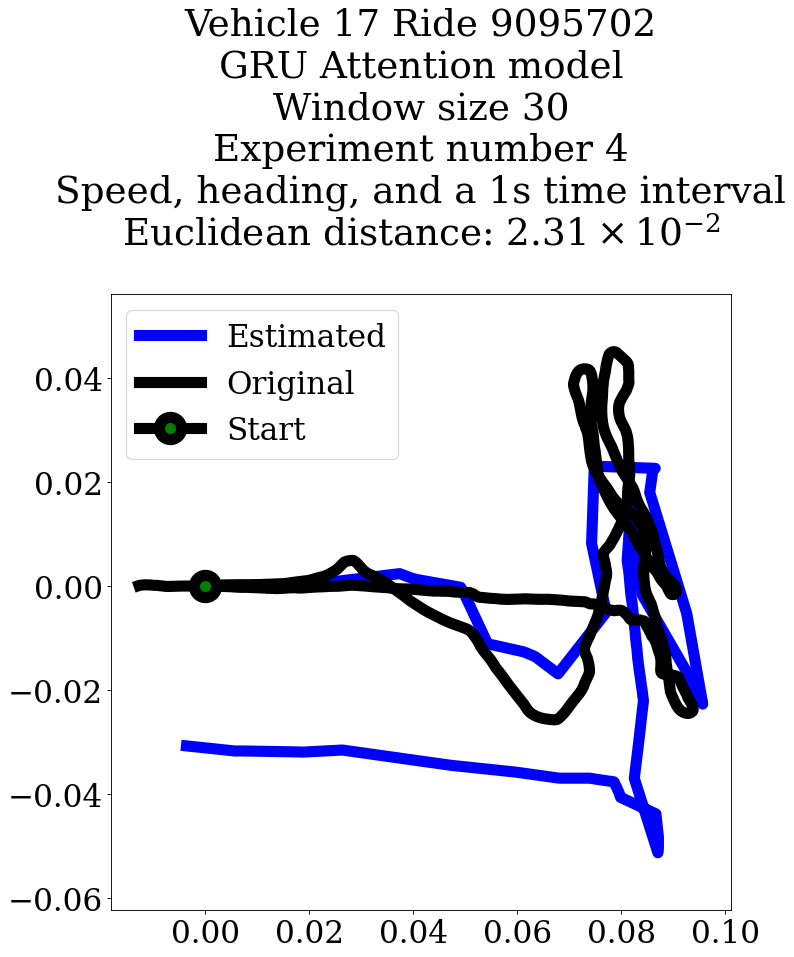 Vehicle 17 Ride 9095702
GRU Attention model
Window size 30
Experiment number 4
Speed, heading, and a 1s time interval
Euclidean distance: 2.31 × 10⁻²
Estimated
Original
Start
0.04
0.02
0.00
−0.02
−0.04
−0.06
0.00 0.02 0.04 0.06 0.08 0.10